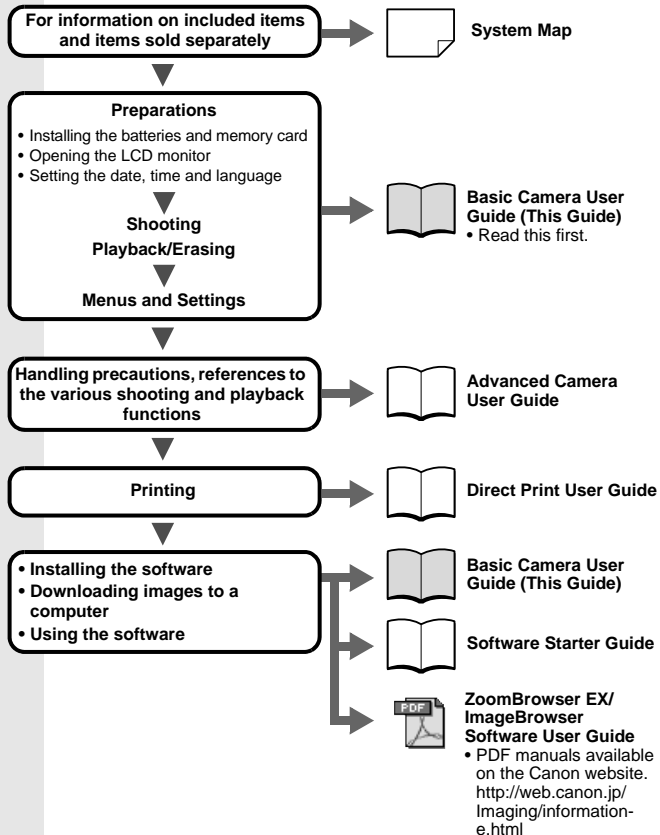 For information on included items
and items sold separately
System Map
Preparations
• Installing the batteries and memory card
• Opening the LCD monitor
• Setting the date, time and language
Shooting
Playback/Erasing
Menus and Settings
Basic Camera User
Guide (This Guide)
• Read this first.
Handling precautions, references to
the various shooting and playback
functions
Advanced Camera
User Guide
Printing
Direct Print User Guide
• Installing the software
• Downloading images to a
computer
• Using the software
Basic Camera User
Guide (This Guide)
Software Starter Guide
PDF
ZoomBrowser EX/
ImageBrowser
Software User Guide
• PDF manuals available
on the Canon website.
http://web.canon.jp/
Imaging/information-
e.html